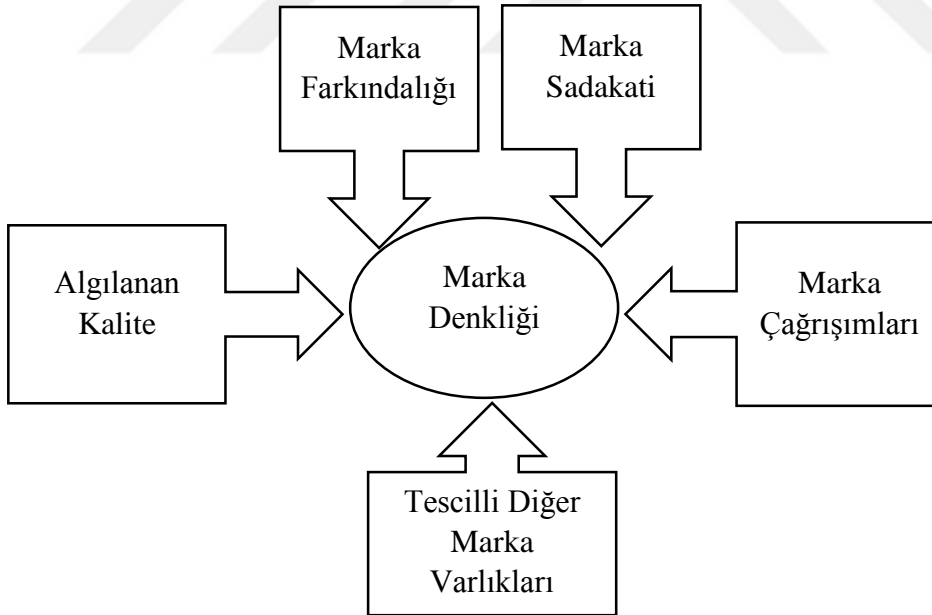 Marka
Farkındalığı
Marka
Sadakati
Algılanan
Kalite
Marka
Denkliği
Marka
Çağrışımları
Tescilli Diğer
Marka
Varlıkları